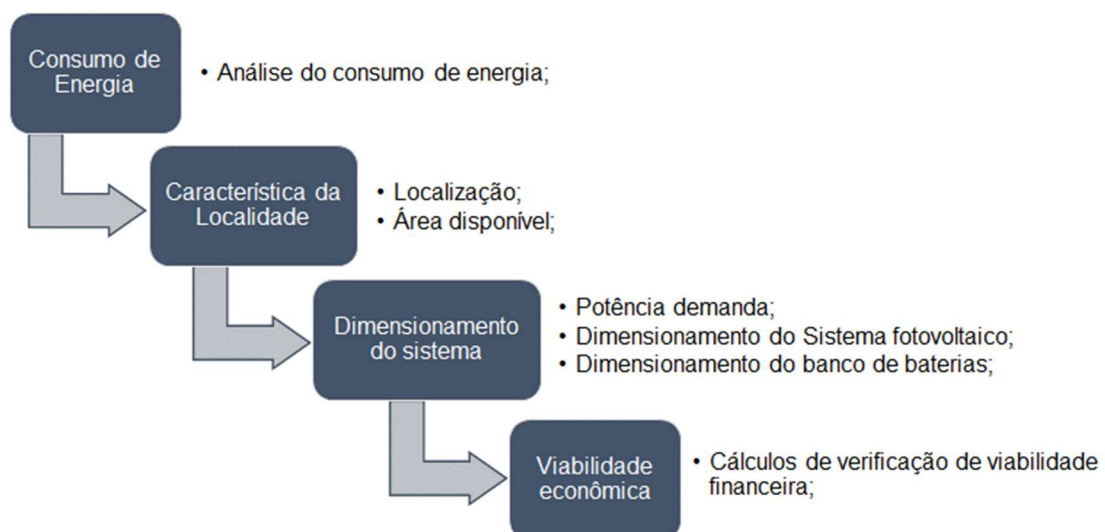 Consumo de
Energia
• Análise do consumo de energia;
Característica da
Localidade
• Localização;
• Área disponível;
Dimensionamento
do sistema
• Potência demanda;
• Dimensionamento do Sistema fotovoltaico;
• Dimensionamento do banco de baterias;
Viabilidade
econômica
• Cálculos de verificação de viabilidade
financeira;